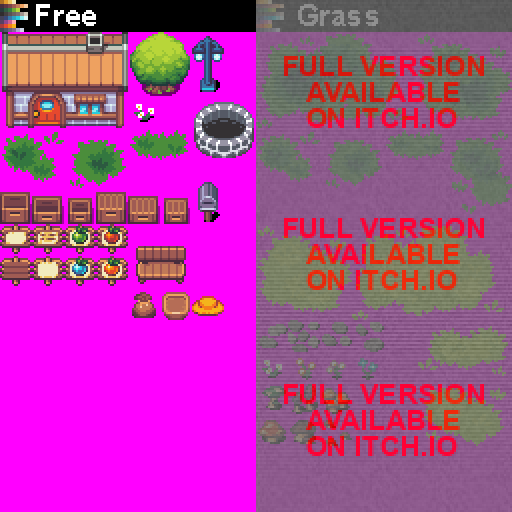 Free
Grass
FULL VERSION
AVAILABLE
ON ITCH.IO
FULL VERSION
AVAILABLE
ON ITCH.IO
FULL VERSION
AVAILABLE
ON ITCH.IO